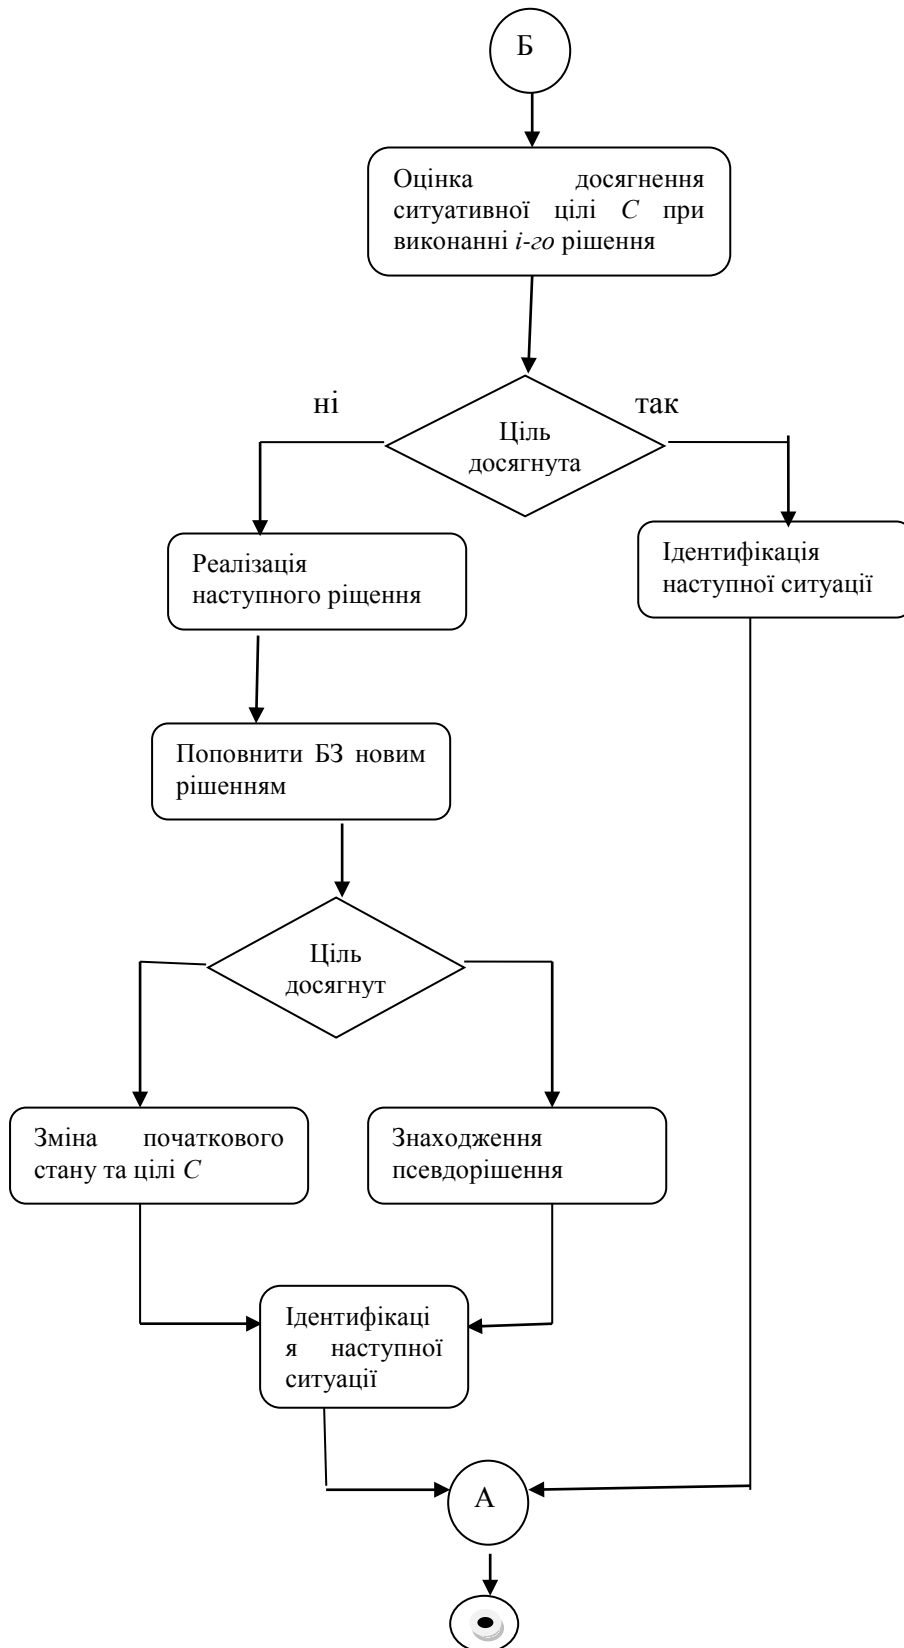 Б
Оцінка досягнення
ситуативної цілі С при
виконанні і-го рішення
ні
так
Ціль
досягнута
Реалізація
наступного ріщення
Ідентифікація
наступної ситуації
Поповнити БЗ новим
рішенням
Ціль
досягнут
Зміна початкового
стану та цілі С
Знаходження
псевдорішення
Ідентифікаці
я наступної
ситуації
А